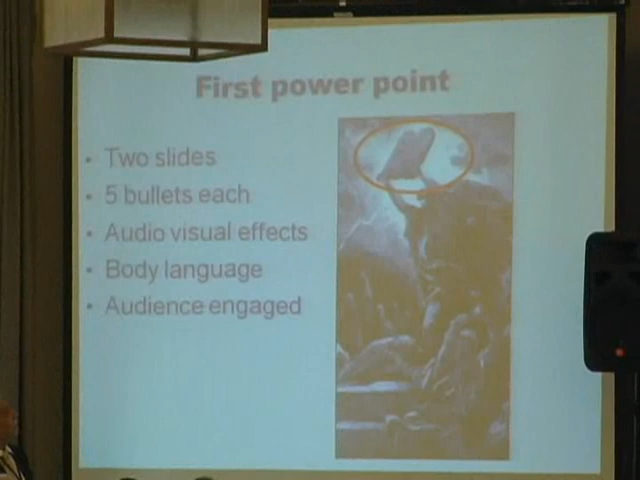 First power point
• Two slides
• 5 bullets each
• Audio visual effects
• Body language
• Audience engaged